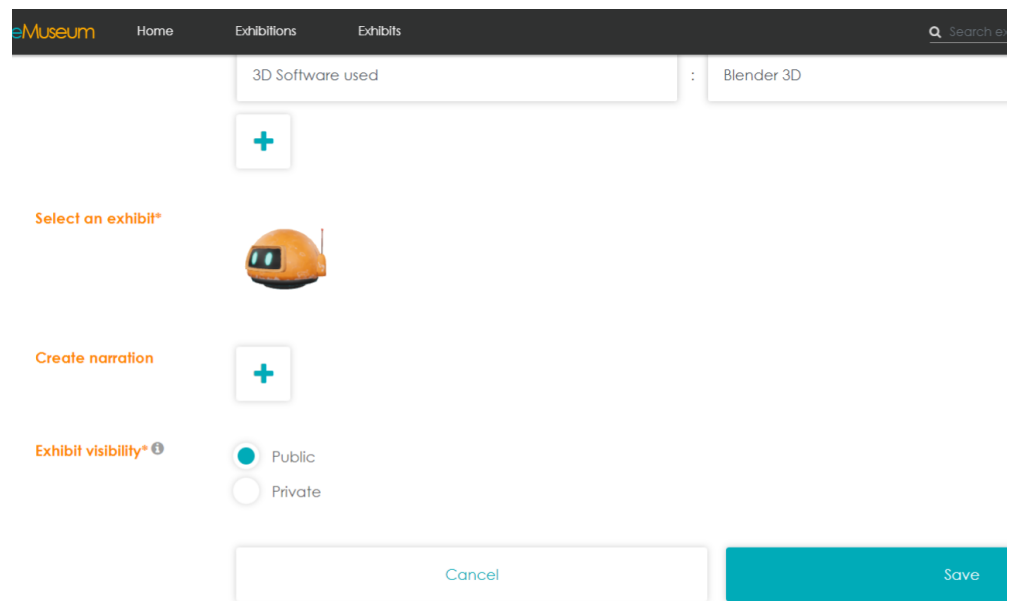 eMuseum Home Exhibitions Exhibits Search
3D Software used : Blender 3D
Select an exhibit*
Create narration
Exhibit visibility*
Public
Private
Cancel Save